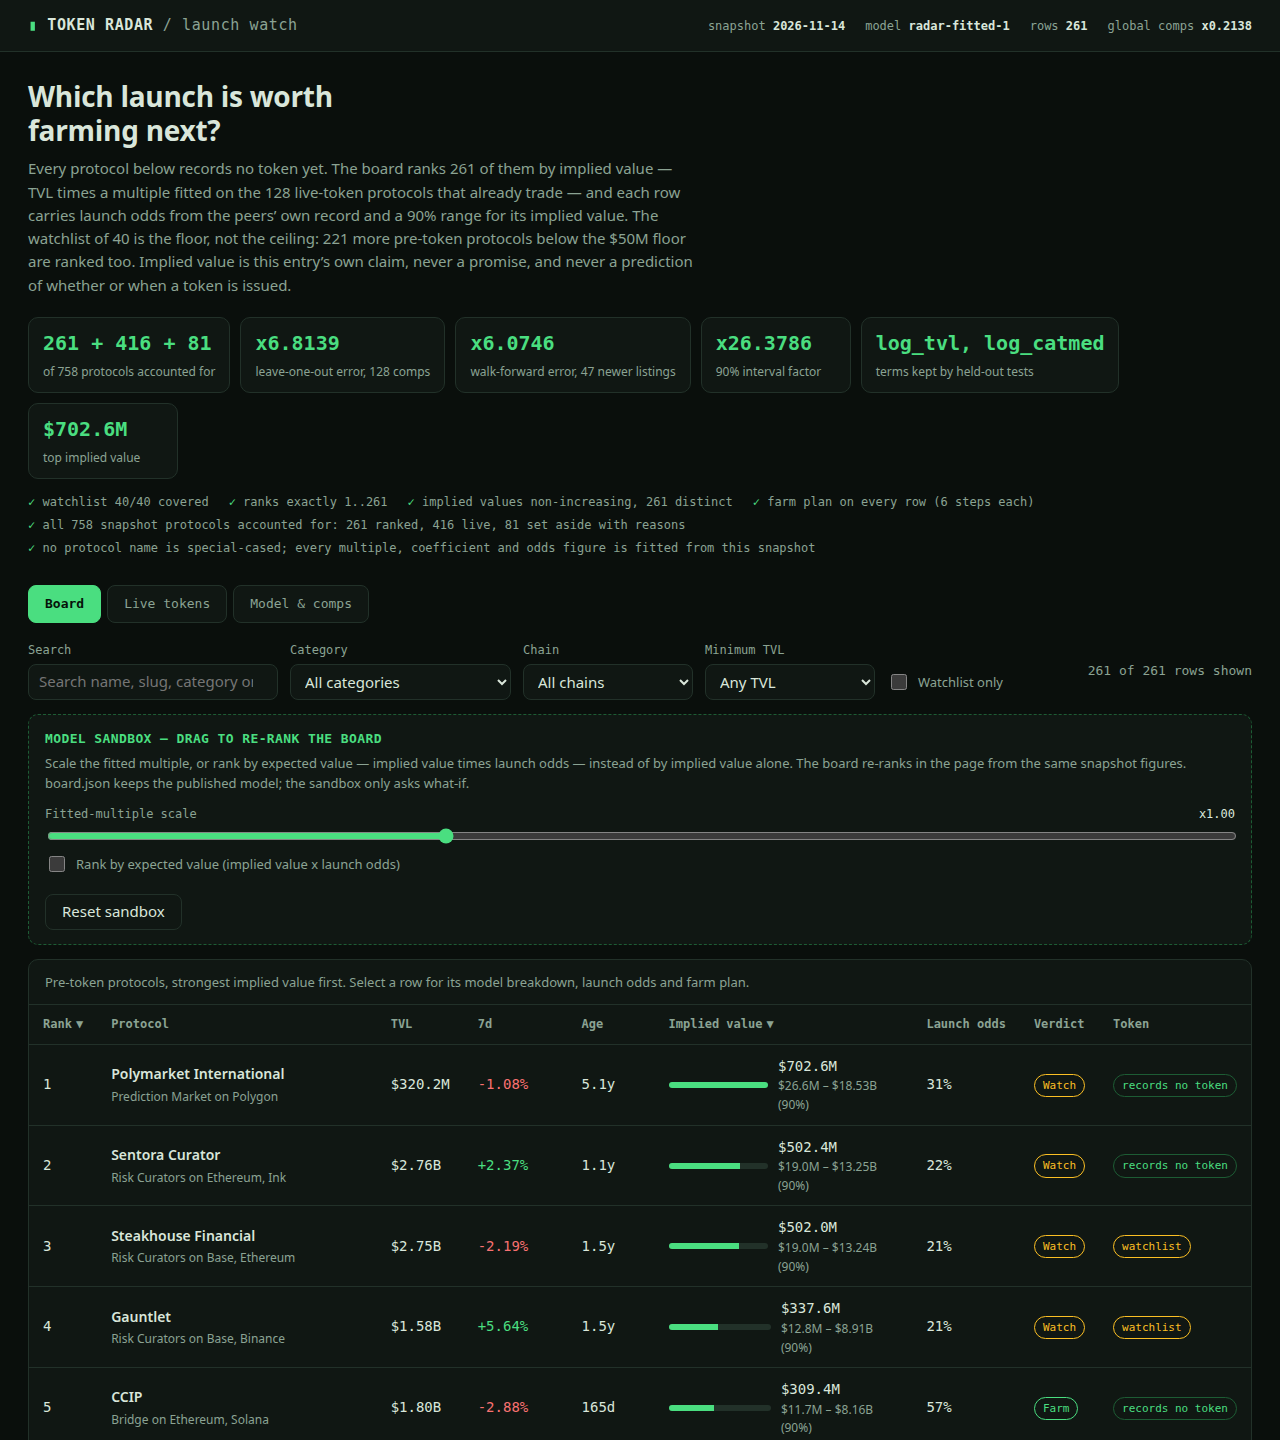 TOKEN RADAR / launch watch
snapshot 2026-11-14 model radar-fitted-1 rows 261 global comps x0.2138
Which launch is worth
farming next?
Every protocol below records no token yet. The board ranks 261 of them by implied value —
TVL times a multiple fitted on the 128 live-token protocols that already trade — and each row
carries launch odds from the peers’ own record and a 90% range for its implied value. The
watchlist of 40 is the floor, not the ceiling: 221 more pre-token protocols below the $50M floor
are ranked too. Implied value is this entry’s own claim, never a promise, and never a prediction
of whether or when a token is issued.
261 + 416 + 81
of 758 protocols accounted for
x6.8139
leave-one-out error, 128 comps
x6.0746
walk-forward error, 47 newer listings
x26.3786
90% interval factor
log_tvl, log_catmed
terms kept by held-out tests
$702.6M
top implied value
✓ watchlist 40/40 covered ✓ ranks exactly 1..261 ✓ implied values non-increasing, 261 distinct ✓ farm plan on every row (6 steps each)
✓ all 758 snapshot protocols accounted for: 261 ranked, 416 live, 81 set aside with reasons
✓ no protocol name is special-cased; every multiple, coefficient and odds figure is fitted from this snapshot
Board Live tokens Model & comps
Search Category Chain Minimum TVL
Search name, slug, category or All categories All chains Any TVL Watchlist only 261 of 261 rows shown
MODEL SANDBOX — DRAG TO RE-RANK THE BOARD
Scale the fitted multiple, or rank by expected value — implied value times launch odds — instead of by implied value alone. The board re-ranks in the page from the same snapshot figures.
board.json keeps the published model; the sandbox only asks what-if.
Fitted-multiple scale x1.00
Rank by expected value (implied value x launch odds)
Reset sandbox
Pre-token protocols, strongest implied value first. Select a row for its model breakdown, launch odds and farm plan.
Rank ▼ Protocol TVL 7d Age Implied value ▼ Launch odds Verdict Token
1 Polymarket International Prediction Market on Polygon $320.2M -1.08% 5.1y $702.6M $26.6M – $18.53B (90%) 31% Watch records no token
2 Sentora Curator Risk Curators on Ethereum, Ink $2.76B +2.37% 1.1y $502.4M $19.0M – $13.25B (90%) 22% Watch records no token
3 Steakhouse Financial Risk Curators on Base, Ethereum $2.75B -2.19% 1.5y $502.0M $19.0M – $13.24B (90%) 21% Watch watchlist
4 Gauntlet Risk Curators on Base, Binance $1.58B +5.64% 1.5y $337.6M $12.8M – $8.91B (90%) 21% Watch watchlist
5 CCIP Bridge on Ethereum, Solana $1.80B -2.88% 165d $309.4M $11.7M – $8.16B (90%) 57% Farm records no token